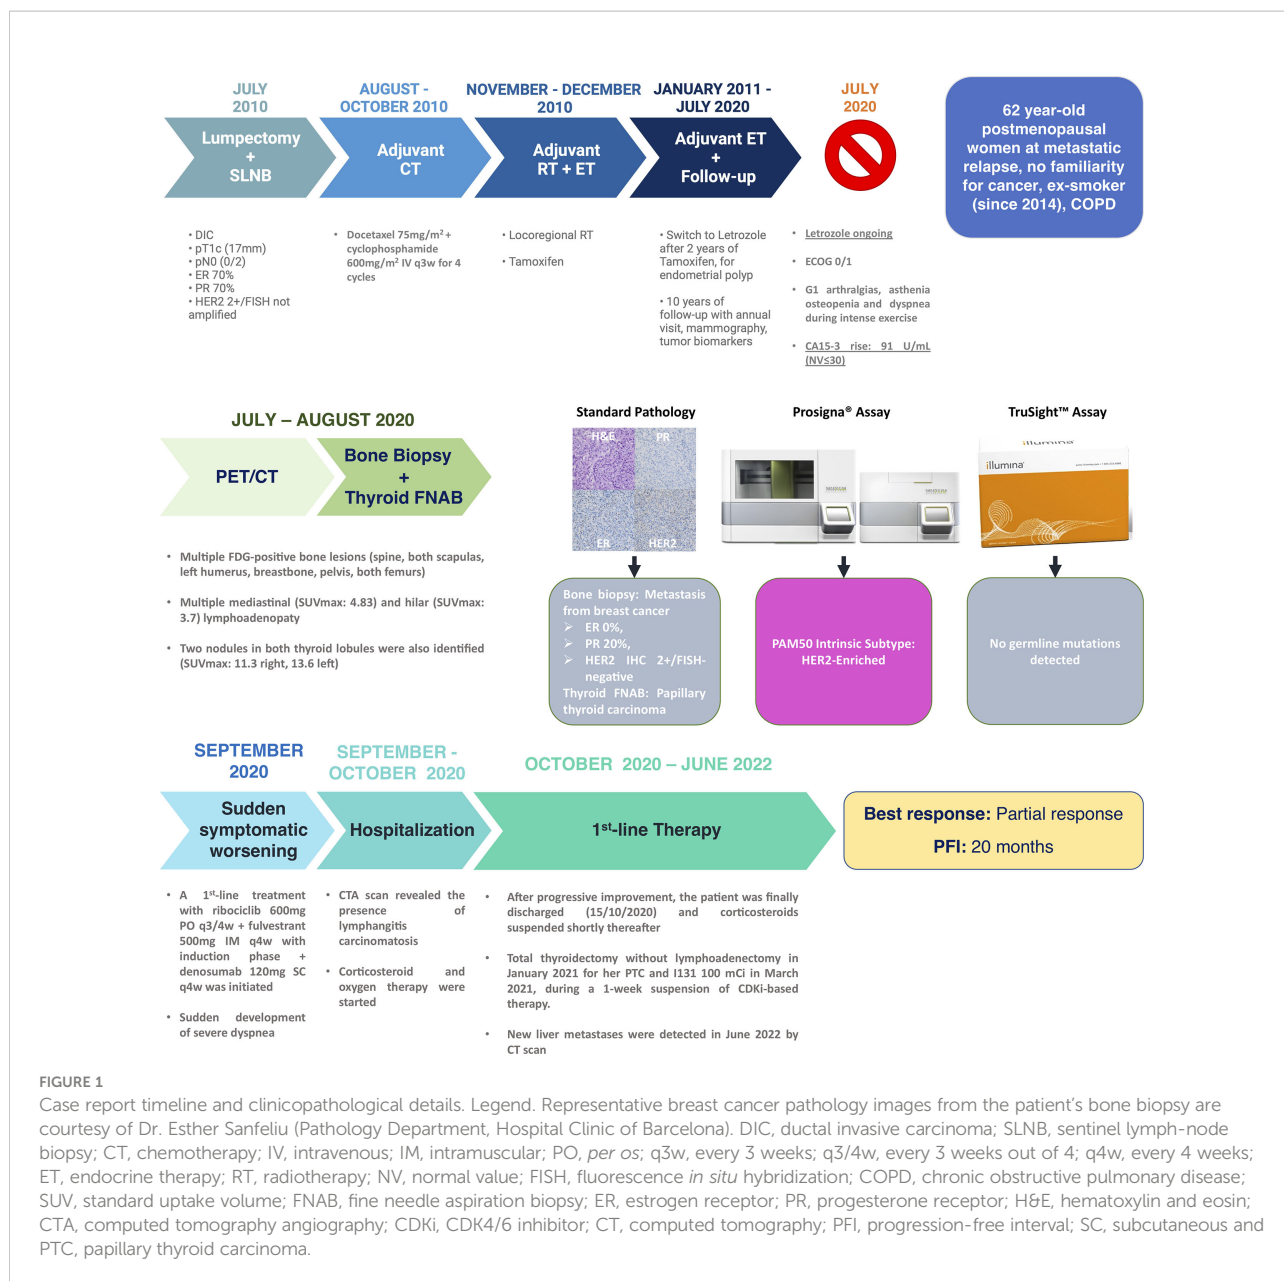 JULY
2010
AUGUST -
OCTOBER 2010
NOVEMBER - DECEMBER
2010
JANUARY 2011 -
JULY 2020
JULY
2020
Lumpectomy
+
SLNB
Adjuvant
CT
Adjuvant
RT + ET
Adjuvant ET
+
Follow-up
62 year-old
postmenopausal
women at metastatic
relapse, no familiarity
for cancer, ex-smoker
(since 2014), COPD
• DIC
• pT1c (17mm)
• pN0 (0/2)
• ER 70%
• PR 70%
• HER2 2+/FISH not
amplified
• Docetaxel 75mg/m² +
cyclophosphamide
600mg/m² IV q3w for 4
cycles
• Locoregional RT
• Tamoxifen
• Switch to Letrozole
after 2 years of
Tamoxifen, for
endometrial polyp
• 10 years of
follow-up with annual
visit, mammography,
tumor biomarkers
• Letrozole ongoing
• ECOG 0/1
• G1 arthralgias, asthenia
osteopenia and dyspnea
during intense exercise
• CA15-3 rise: 91 U/mL
(NV≤30)
JULY – AUGUST 2020
PET/CT
Bone Biopsy
+
Thyroid FNAB
• Multiple FDG-positive bone lesions (spine, both scapulas,
left humerus, breastbone, pelvis, both femurs)
• Multiple mediastinal (SUVmax: 4.83) and hilar (SUVmax:
3.7) lymphoadenopaty
• Two nodules in both thyroid lobules were also identified
(SUVmax: 11.3 right, 13.6 left)
Standard Pathology
H&E
PR
ER
HER2
Prosigna® Assay
TruSight™ Assay
illumina®
illumina®
Bone biopsy: Metastasis
from breast cancer
➢ ER 0%,
➢ PR 20%,
➢ HER2 IHC 2+/FISH-
negative
Thyroid FNAB: Papillary
thyroid carcinoma
PAM50 Intrinsic Subtype:
HER2-Enriched
No germline mutations
detected
SEPTEMBER
2020
SEPTEMBER -
OCTOBER 2020
OCTOBER 2020 – JUNE 2022
Sudden
symptomatic
worsening
Hospitalization
1st-line Therapy
Best response: Partial response
PFI: 20 months
• A 1st-line treatment
with ribociclib 600mg
PO q3/4w + fulvestrant
500mg IM q4w with
induction phase +
denosumab 120mg SC
q4w was initiated
• Sudden development
of severe dyspnea
• CTA scan revealed the
presence of
lymphangitis
carcinomatosis
• Corticosteroid and
oxygen therapy were
started
• After progressive improvement, the patient was finally
discharged (15/10/2020) and corticosteroids
suspended shortly thereafter
• Total thyroidectomy without lymphoadenectomy in
January 2021 for her PTC and I131 100 mCi in March
2021, during a 1-week suspension of CDKi-based
therapy.
• New liver metastases were detected in June 2022 by
CT scan
FIGURE 1
Case report timeline and clinicopathological details. Legend. Representative breast cancer pathology images from the patient's bone biopsy are
courtesy of Dr. Esther Sanfeliu (Pathology Department, Hospital Clinic of Barcelona). DIC, ductal invasive carcinoma; SLNB, sentinel lymph-node
biopsy; CT, chemotherapy; IV, intravenous; IM, intramuscular; PO, per os; q3w, every 3 weeks; q3/4w, every 3 weeks out of 4; q4w, every 4 weeks;
ET, endocrine therapy; RT, radiotherapy; NV, normal value; FISH, fluorescence in situ hybridization; COPD, chronic obstructive pulmonary disease;
SUV, standard uptake volume; FNAB, fine needle aspiration biopsy; ER, estrogen receptor; PR, progesterone receptor; H&E, hematoxylin and eosin;
CTA, computed tomography angiography; CDKi, CDK4/6 inhibitor; CT, computed tomography; PFI, progression-free interval; SC, subcutaneous and
PTC, papillary thyroid carcinoma.